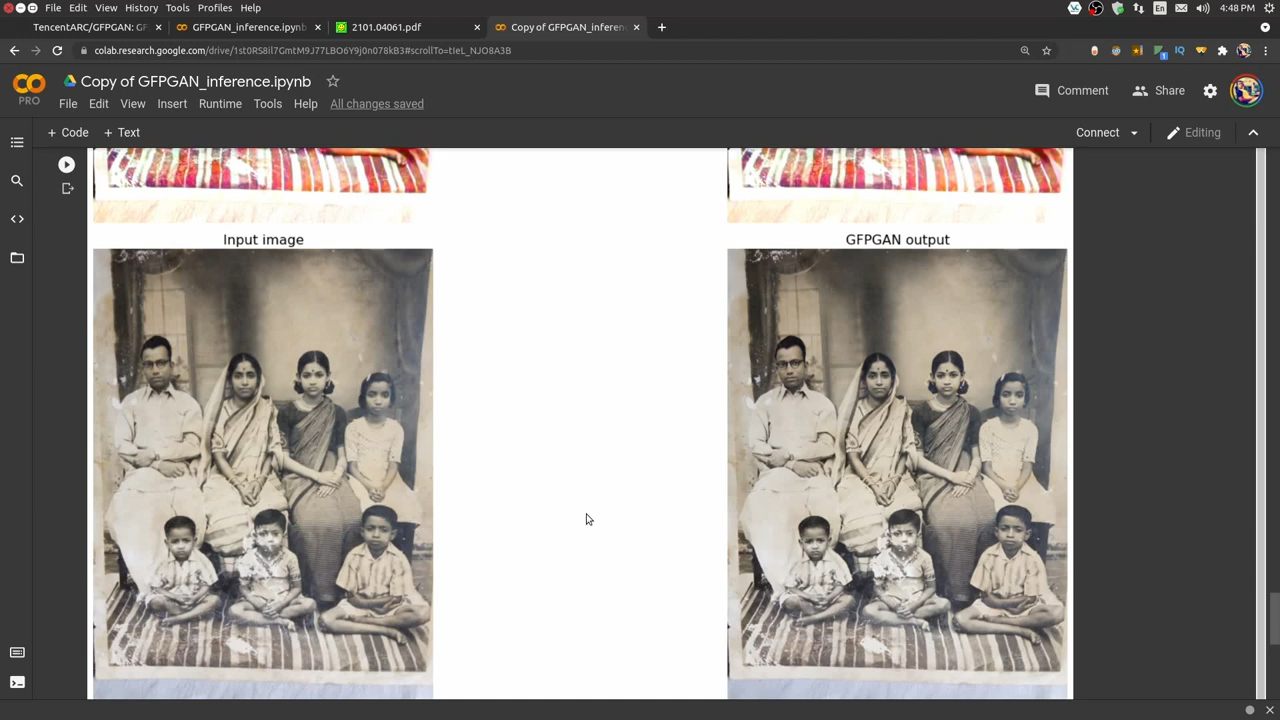 File Edit View History Tools Profiles Help
En
4:48 PM
TencentARC/GFPGAN: GF
GFPGAN_inference.ipynb
2101.04061.pdf
Copy of GFPGAN_inferen
colab.research.google.com/drive/1st0RS8il7GmtM9J77LBO6Y9j0n078kB3#scrollTo=tIeL_NJO8A3B
IQ
PRO
Copy of GFPGAN_inference.ipynb
Comment
Share
File Edit View Insert Runtime Tools Help All changes saved
+ Code + Text
Connect
Editing
Input image
GFPGAN output